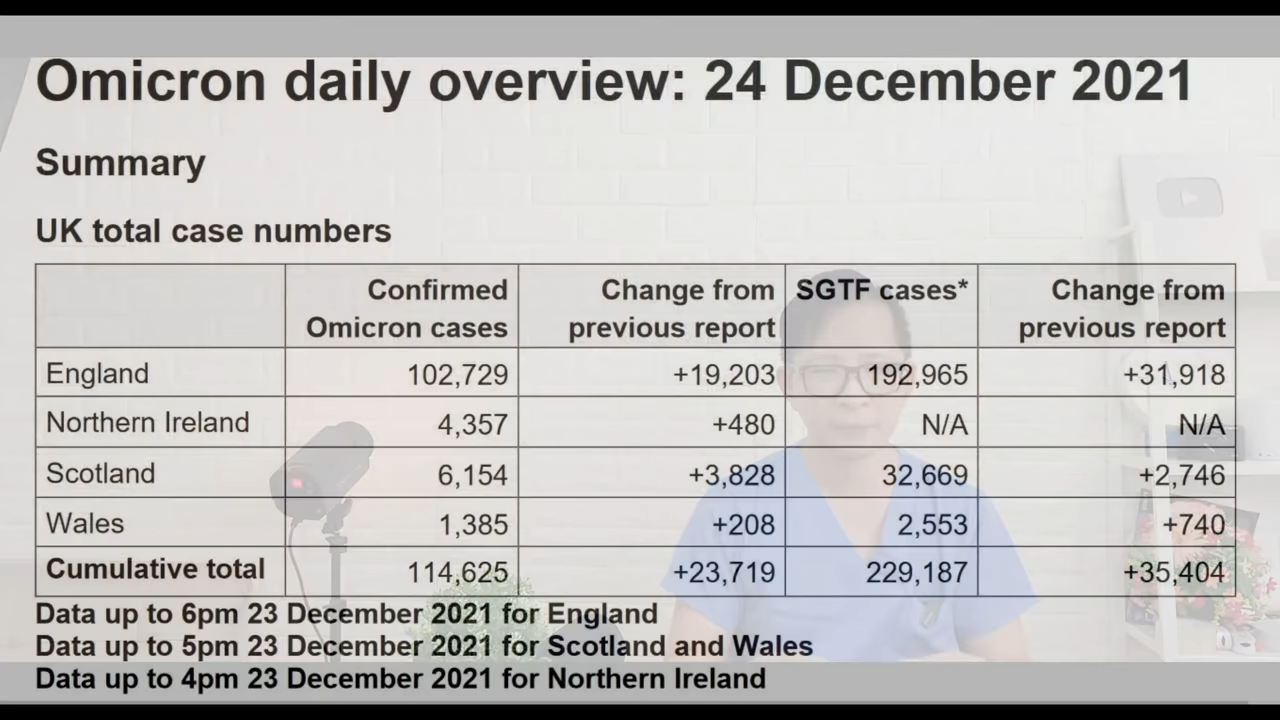 Omicron daily overview: 24 December 2021
Summary
UK total case numbers
Confirmed Omicron cases Change from previous report SGTF cases* Change from previous report
England 102,729 +19,203 192,965 +31,918
Northern Ireland 4,357 +480 N/A N/A
Scotland 6,154 +3,828 32,669 +2,746
Wales 1,385 +208 2,553 +740
Cumulative total 114,625 +23,719 229,187 +35,404
Data up to 6pm 23 December 2021 for England
Data up to 5pm 23 December 2021 for Scotland and Wales
Data up to 4pm 23 December 2021 for Northern Ireland